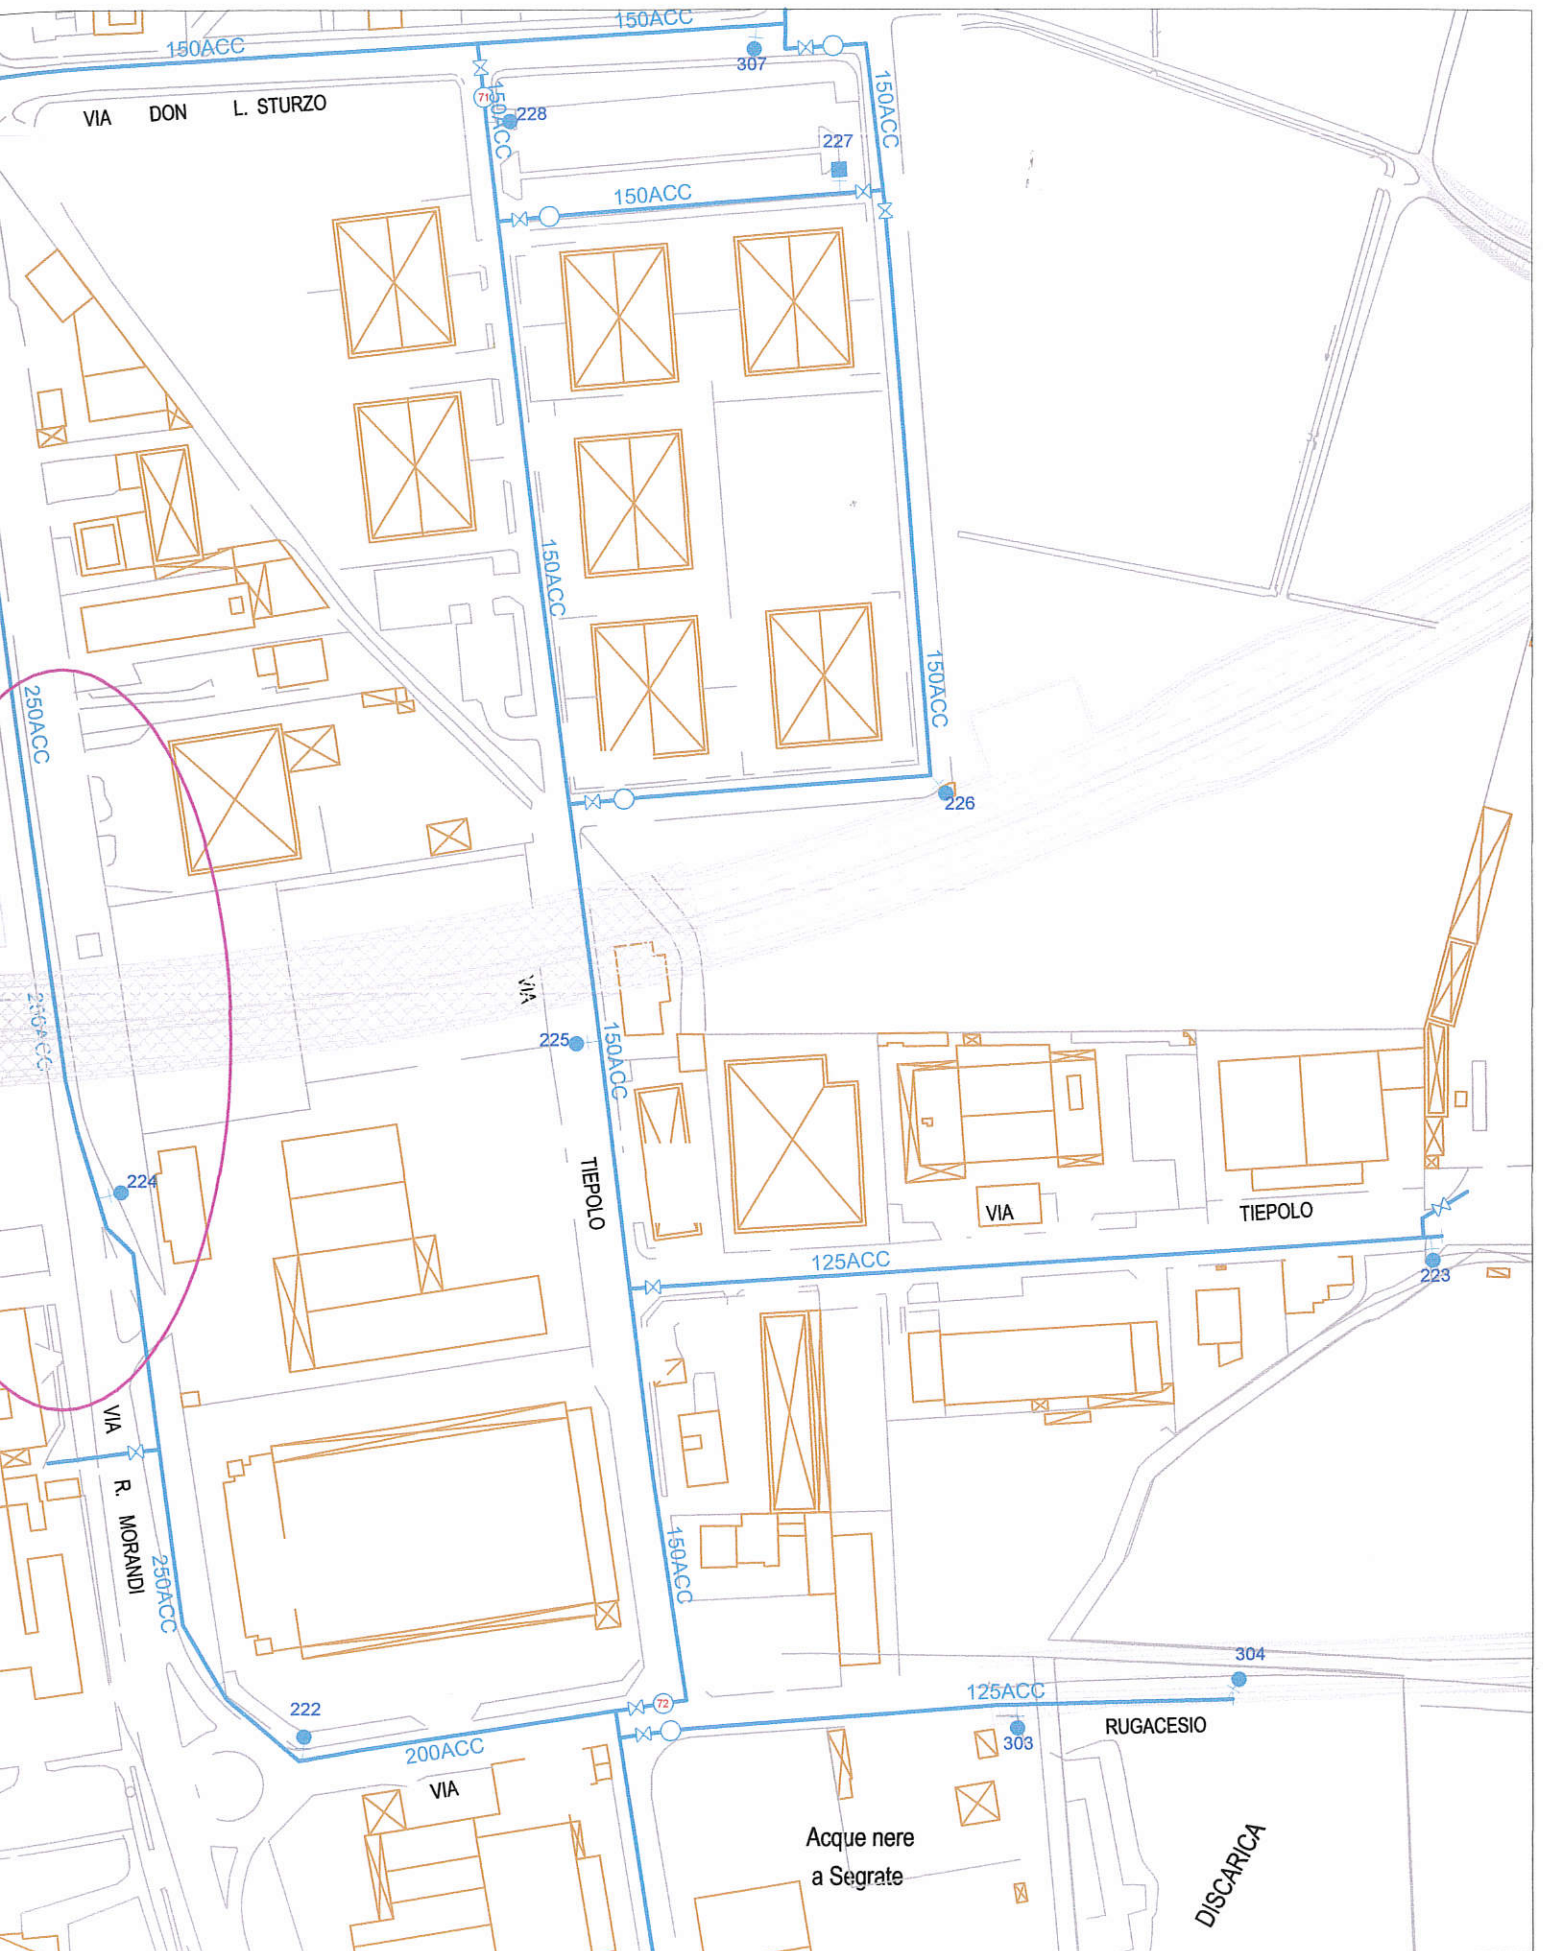 150ACC
150ACC
307
VIA DON L. STURZO
71
150ACC
228
150ACC
227
150ACC
150ACC
250ACC
150ACC
226
VIA
225
150ACC
224
TIEPOLO
VIA
TIEPOLO
125ACC
223
VIA
R. MORANDI
250ACC
150ACC
304
72
125ACC
222
RUGACESIO
303
200ACC
VIA
Acque nere
a Segrate
DISCARICA